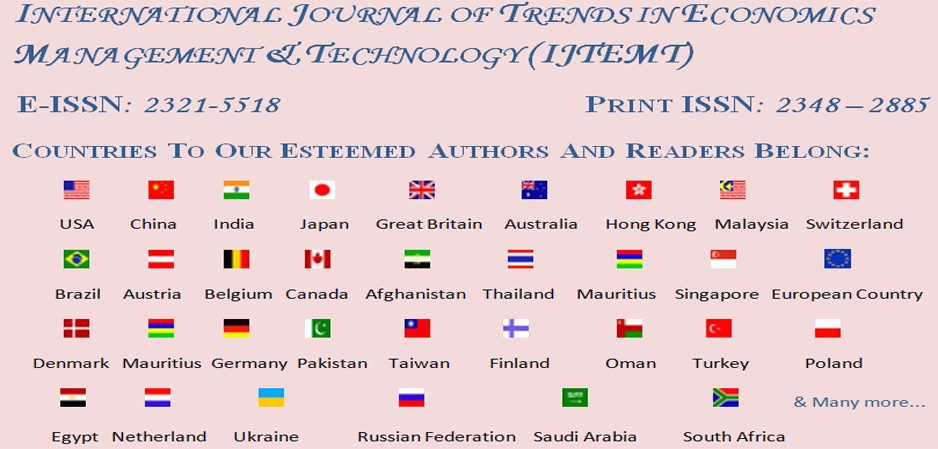 International Journal of Trends in Economics
Management & Technology (IJTEMT)
E-ISSN: 2321-5518 Print ISSN: 2348 – 2885
Countries To Our Esteemed Authors And Readers Belong:
USA China India Japan Great Britain Australia Hong Kong Malaysia Switzerland
Brazil Austria Belgium Canada Afghanistan Thailand Mauritius Singapore European Country
Denmark Mauritius Germany Pakistan Taiwan Finland Oman Turkey Poland
& Many more...
Egypt Netherland Ukraine Russian Federation Saudi Arabia South Africa